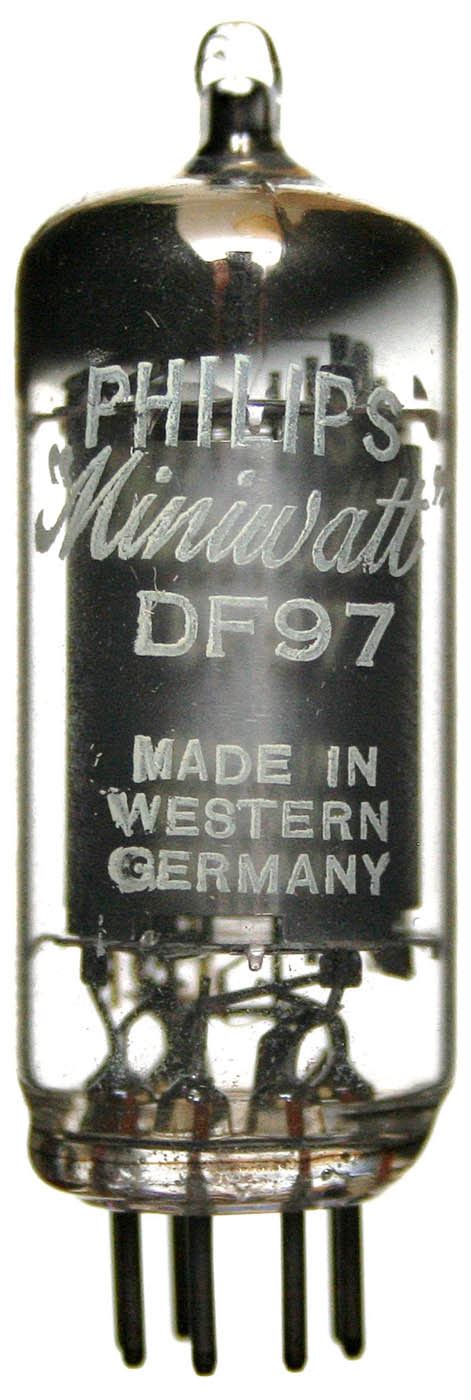 PHILIPS
"Miniwatt"
DF97
MADE IN
WESTERN
GERMANY